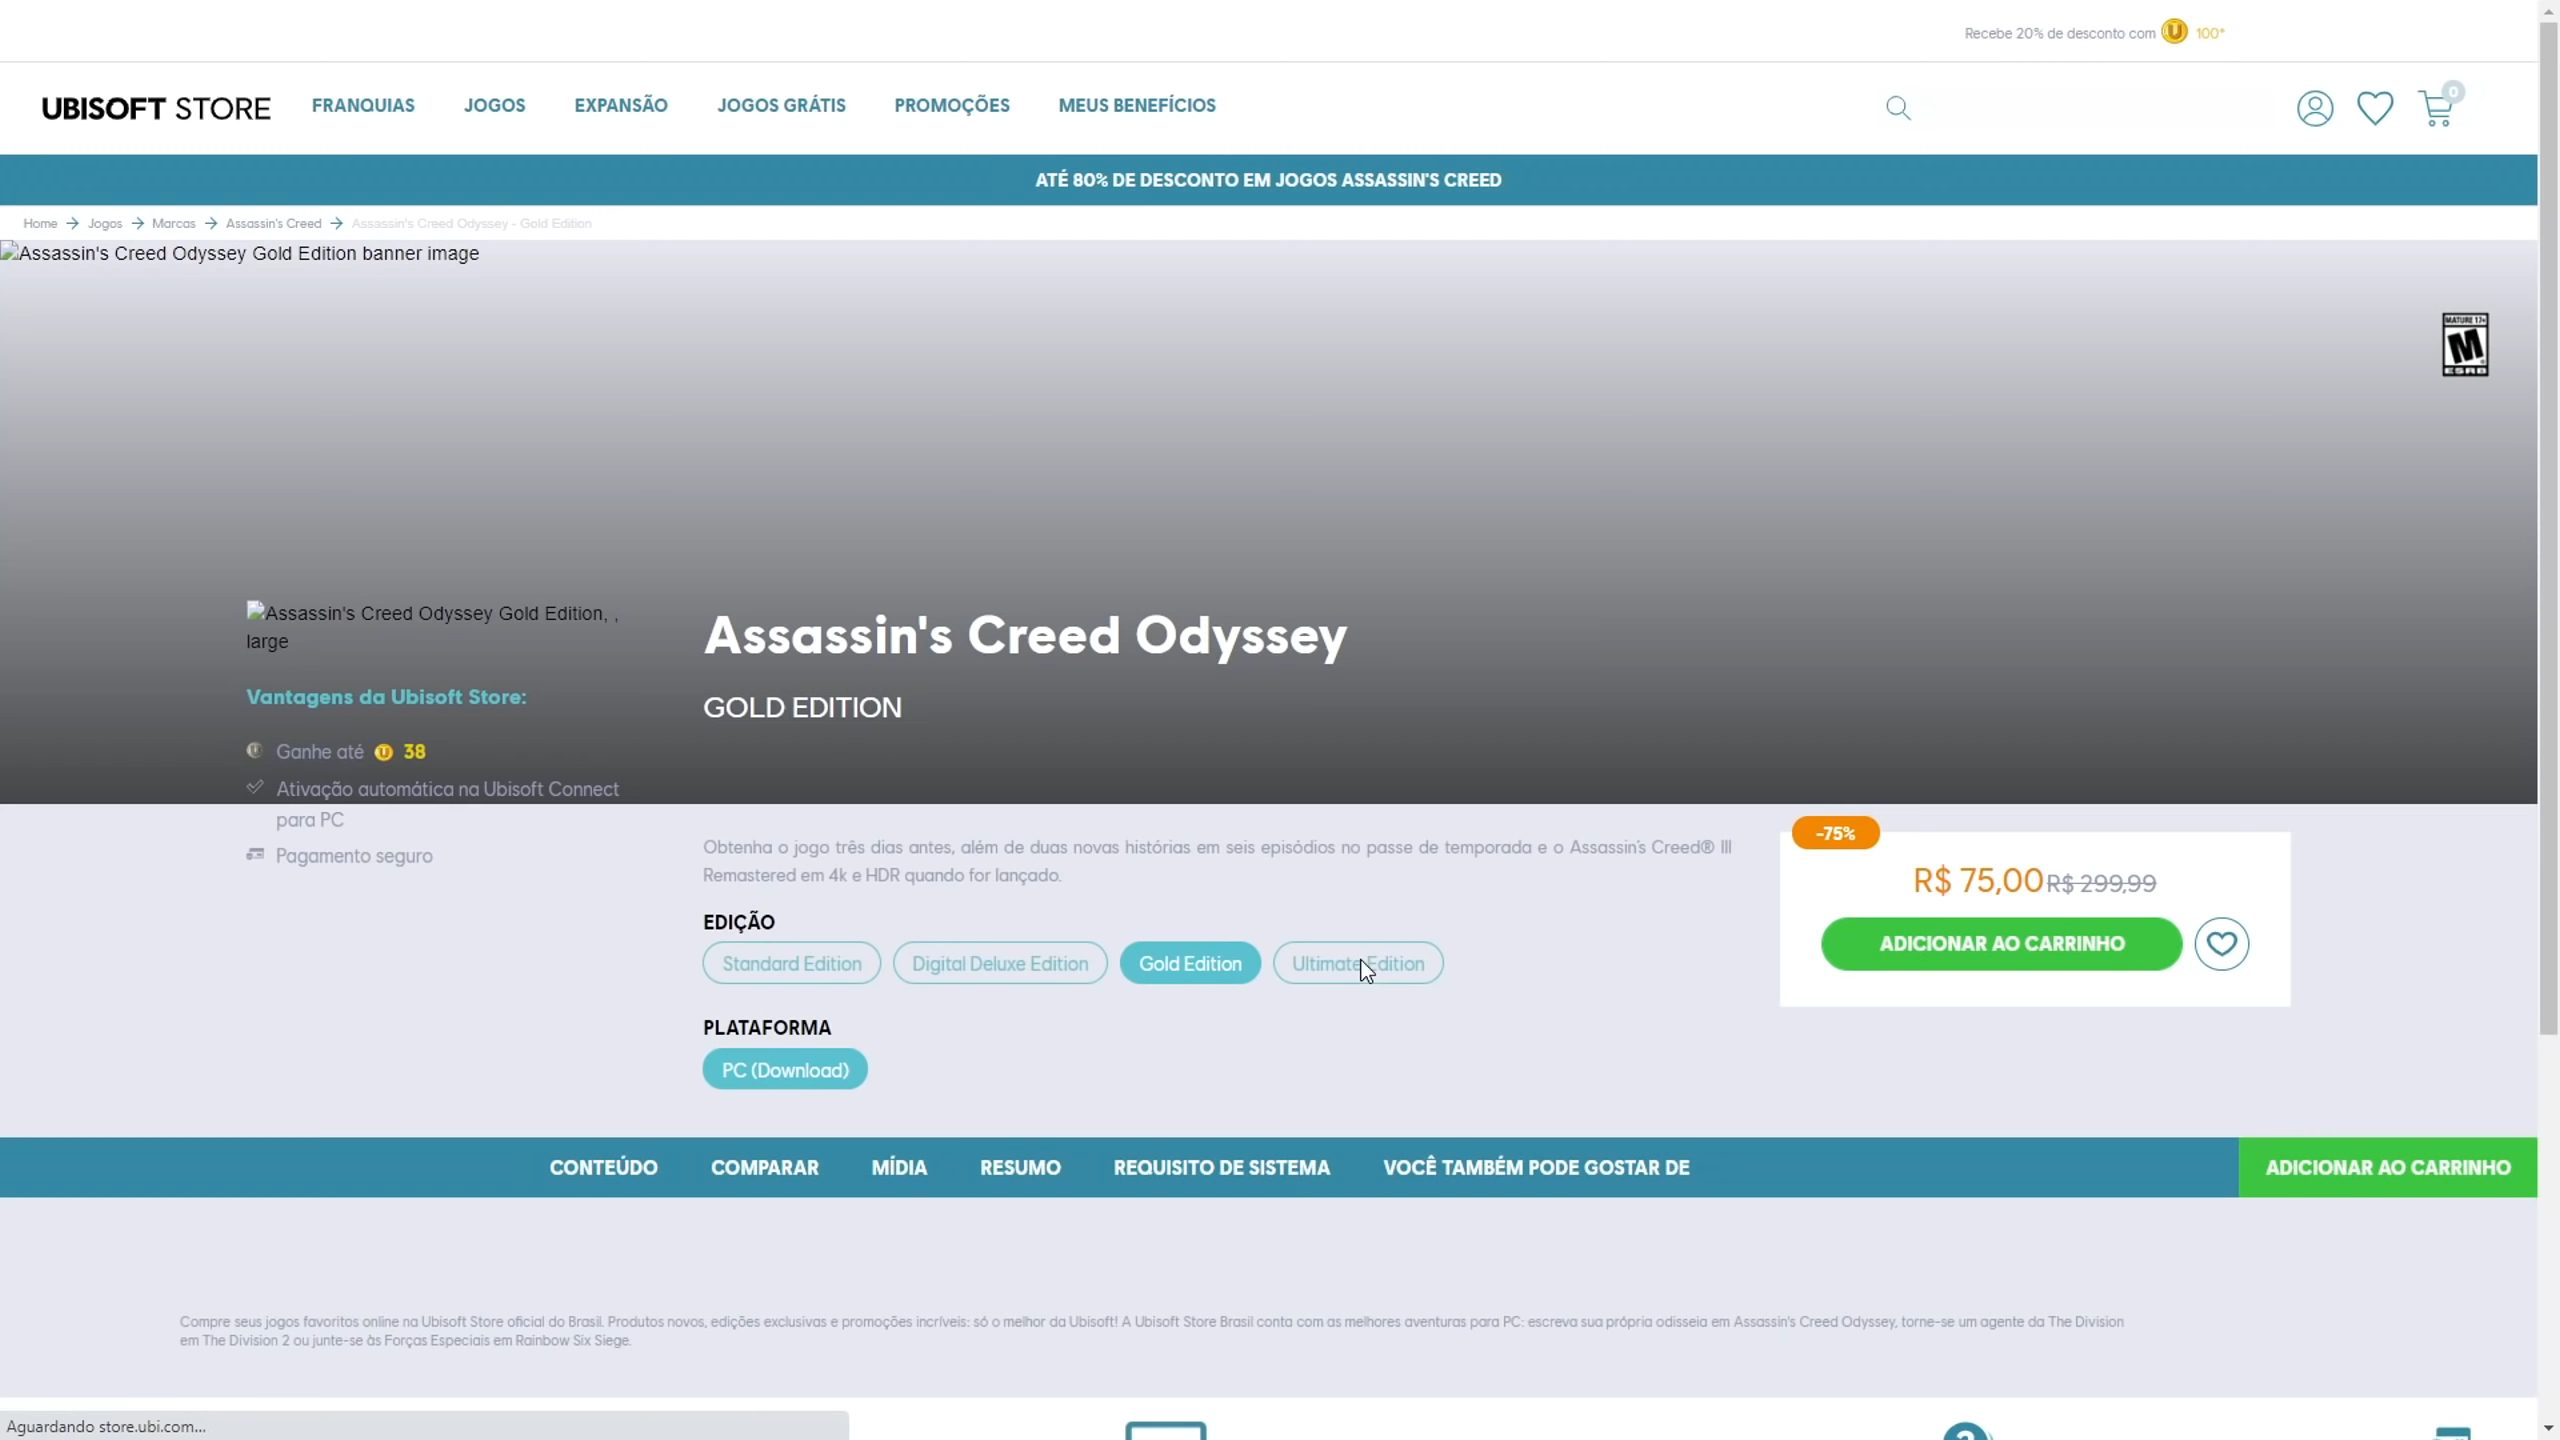 Recebe 20% de desconto com 100*
UBISOFT STORE
FRANQUIAS
JOGOS
EXPANSÃO
JOGOS GRÁTIS
PROMOÇÕES
MEUS BENEFÍCIOS
0
ATÉ 80% DE DESCONTO EM JOGOS ASSASSIN'S CREED
Home
Jogos
Marcas
Assassin's Creed
Assassin's Creed Odyssey - Gold Edition
Assassin's Creed Odyssey Gold Edition banner image
MATURE 17+
M
ESRB
Assassin's Creed Odyssey Gold Edition, ,
large
Vantagens da Ubisoft Store:
Ganhe até 38
Ativação automática na Ubisoft Connect
para PC
Pagamento seguro
Assassin's Creed Odyssey
GOLD EDITION
Obtenha o jogo três dias antes, além de duas novas histórias em seis episódios no passe de temporada e o Assassin's Creed® III
Remastered em 4k e HDR quando for lançado.
EDIÇÃO
Standard Edition
Digital Deluxe Edition
Gold Edition
Ultimate Edition
PLATAFORMA
PC (Download)
-75%
R$ 75,00 R$ 299,99
ADICIONAR AO CARRINHO
CONTEÚDO
COMPARAR
MÍDIA
RESUMO
REQUISITO DE SISTEMA
VOCÊ TAMBÉM PODE GOSTAR DE
ADICIONAR AO CARRINHO
Compre seus jogos favoritos online na Ubisoft Store oficial do Brasil. Produtos novos, edições exclusivas e promoções incríveis: só o melhor da Ubisoft! A Ubisoft Store Brasil conta com as melhores aventuras para PC: escreva sua própria odisseia em Assassin's Creed Odyssey, torne-se um agente da The Division
em The Division 2 ou junte-se às Forças Especiais em Rainbow Six Siege.
Aguardando store.ubi.com...